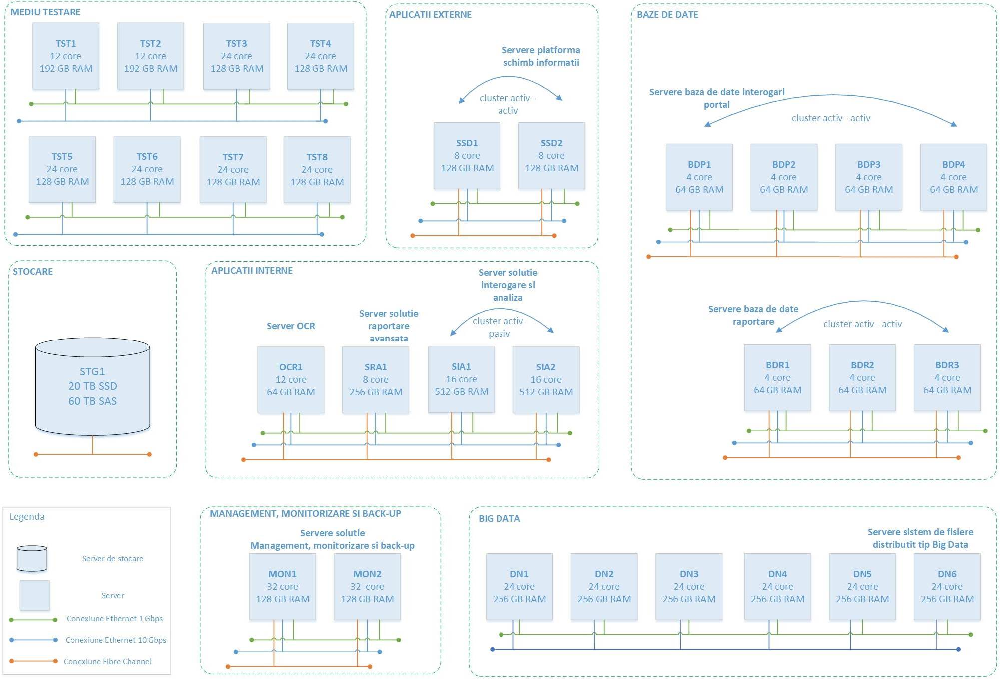 MEDIU TESTARE
TST1
12 core
192 GB RAM
TST2
12 core
192 GB RAM
TST3
24 core
128 GB RAM
TST4
24 core
128 GB RAM
TST5
24 core
128 GB RAM
TST6
24 core
128 GB RAM
TST7
24 core
128 GB RAM
TST8
24 core
128 GB RAM
APLICATII EXTERNE
Servere platforma
schimb informatii
cluster activ -
activ
SSD1
8 core
128 GB RAM
SSD2
8 core
128 GB RAM
BAZE DE DATE
Servere baza de date interogari
portal
cluster activ - activ
BDP1
4 core
64 GB RAM
BDP2
4 core
64 GB RAM
BDP3
4 core
64 GB RAM
BDP4
4 core
64 GB RAM
Servere baza de date
raportare
cluster activ - activ
BDR1
4 core
64 GB RAM
BDR2
4 core
64 GB RAM
BDR3
4 core
64 GB RAM
STOCARE
STG1
20 TB SSD
60 TB SAS
APLICATII INTERNE
Server OCR
Server solutie
raportare
avansata
Server solutie
interogare si
analiza
cluster activ-
pasiv
OCR1
12 core
64 GB RAM
SRA1
8 core
256 GB RAM
SIA1
16 core
512 GB RAM
SIA2
16 core
512 GB RAM
Legenda
Server de stocare
Server
Conexiune Ethernet 1 Gbps
Conexiune Ethernet 10 Gbps
Conexiune Fibre Channel
MANAGEMENT, MONITORIZARE SI BACK-UP
Servere solutie
Management, monitorizare si back-up
MON1
32 core
128 GB RAM
MON2
32 core
128 GB RAM
BIG DATA
Servere sistem de fisiere
distributit tip Big Data
DN1
24 core
256 GB RAM
DN2
24 core
256 GB RAM
DN3
24 core
256 GB RAM
DN4
24 core
256 GB RAM
DN5
24 core
256 GB RAM
DN6
24 core
256 GB RAM